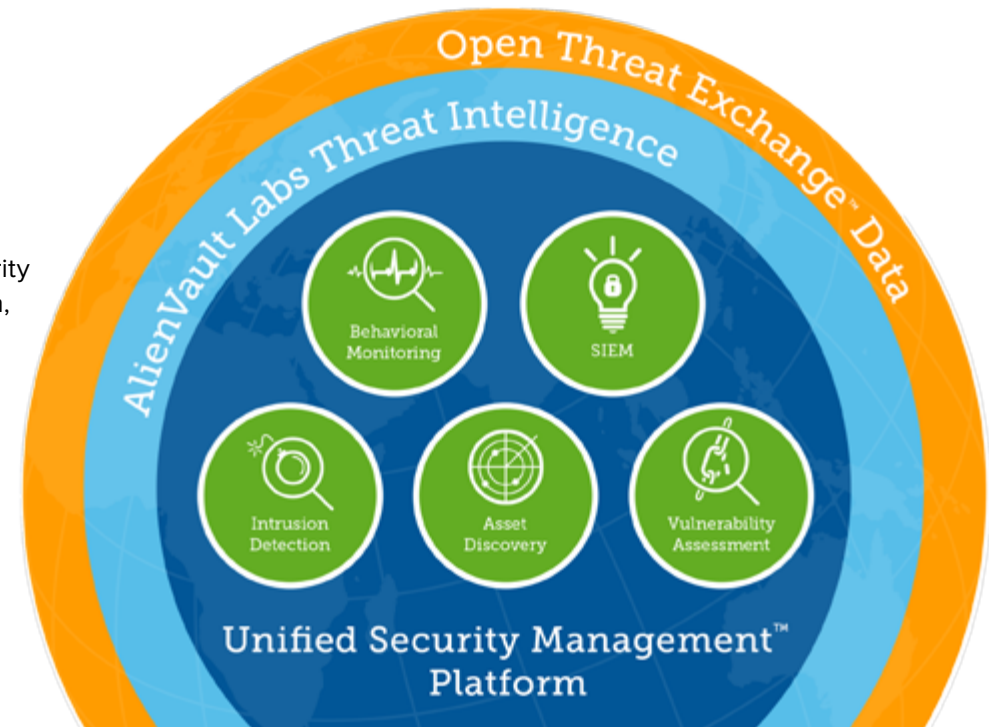 Open Threat Exchange™ Data
AlienVault Labs Threat Intelligence
Behavioral
Monitoring
SIEM
Intrusion
Detection
Asset
Discovery
Vulnerability
Assessment
Unified Security Management™
Platform